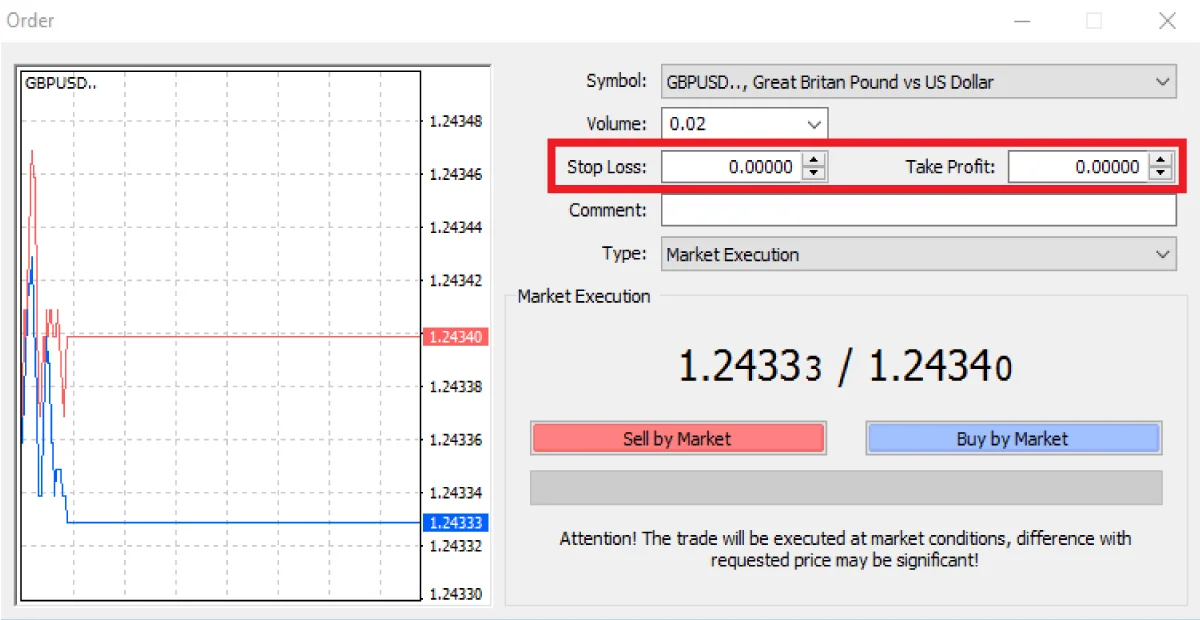 Order
GBPUSD..
1.24348
1.24346
1.24344
1.24342
1.24340
1.24338
1.24336
1.24334
1.24333
1.24332
1.24330
Symbol: GBPUSD.., Great Britan Pound vs US Dollar
Volume: 0.02
Stop Loss: 0.00000 Take Profit: 0.00000
Comment:
Type: Market Execution
Market Execution
1.24333 / 1.24340
Sell by Market Buy by Market
Attention! The trade will be executed at market conditions, difference with
requested price may be significant!